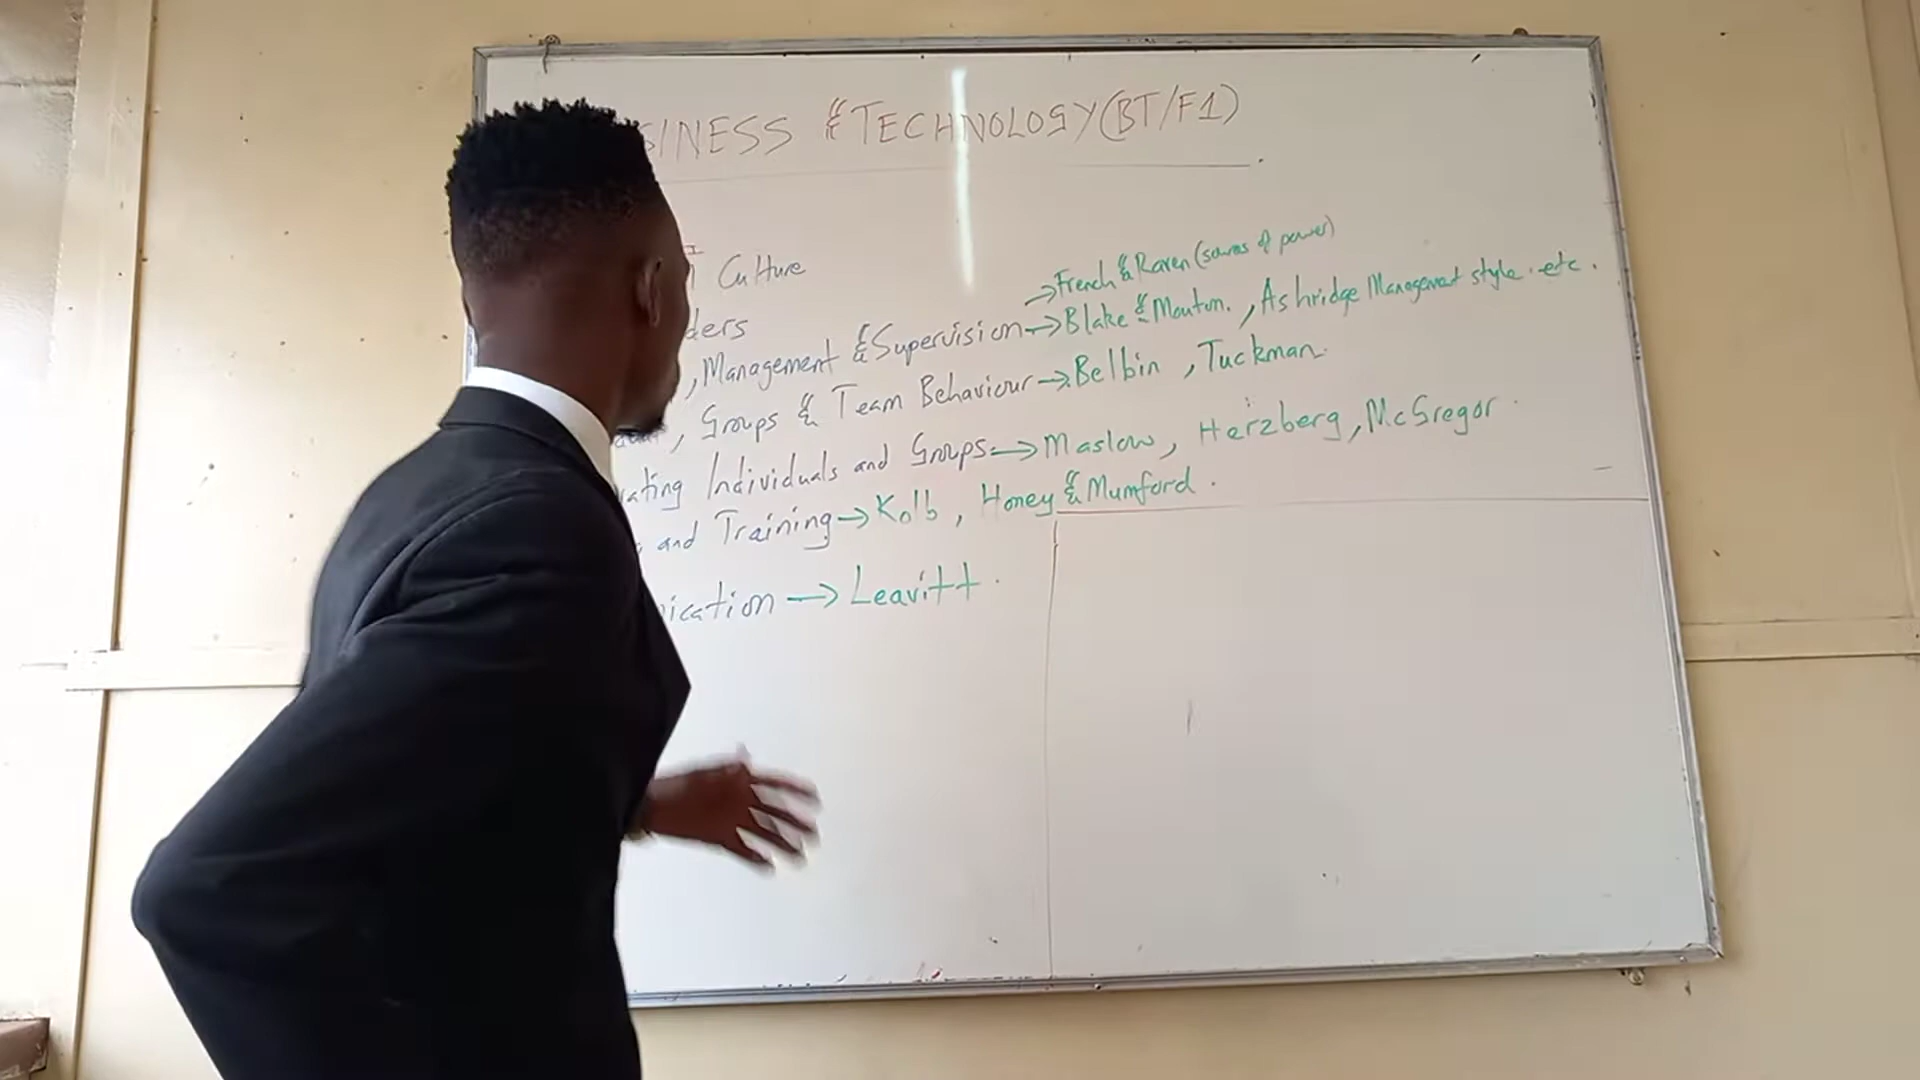 SINESS & TECHNOLOGY(BT/F1)
Culture
ders
→French & Raven (sources of power)
, Management & Supervision→Blake & Mouton. , Ashridge Management style. etc.
, Groups & Team Behaviour→Belbin , Tuckman.
ating Individuals and Groups→Maslow, Herzberg, McGregor.
and Training→Kolb, Honey & Mumford.
ication → Leavitt.